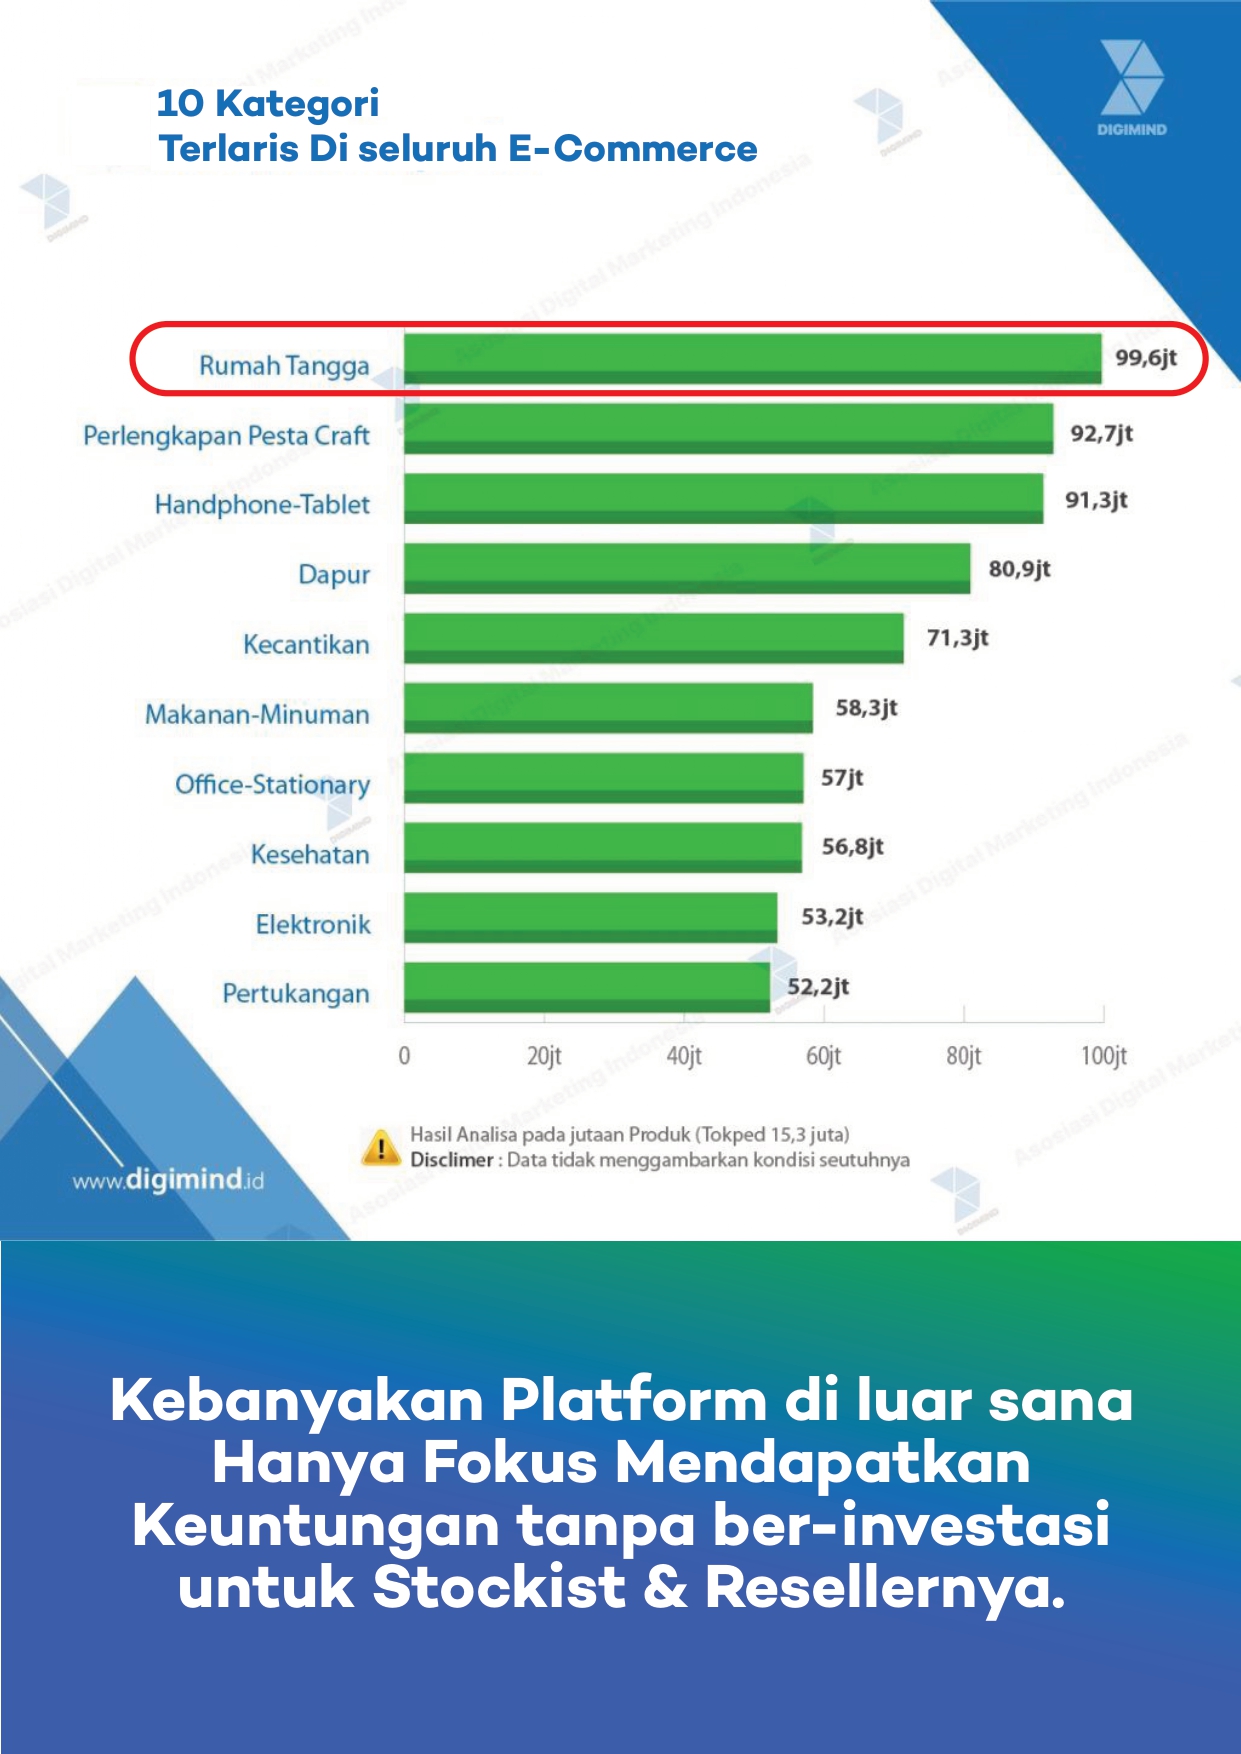 DIGIMIND
10 Kategori
Terlaris Di seluruh E-Commerce
Rumah Tangga 99,6jt
Perlengkapan Pesta Craft 92,7jt
Handphone-Tablet 91,3jt
Dapur 80,9jt
Kecantikan 71,3jt
Makanan-Minuman 58,3jt
Office-Stationary 57jt
Kesehatan 56,8jt
Elektronik 53,2jt
Pertukangan 52,2jt
0 20jt 40jt 60jt 80jt 100jt
Hasil Analisa pada jutaan Produk (Tokped 15,3 juta)
Disclimer : Data tidak menggambarkan kondisi seutuhnya
www.digimind.id
Asosiasi Digital Marketing Indonesia
Kebanyakan Platform di luar sana
Hanya Fokus Mendapatkan
Keuntungan tanpa ber-investasi
untuk Stockist & Resellernya.